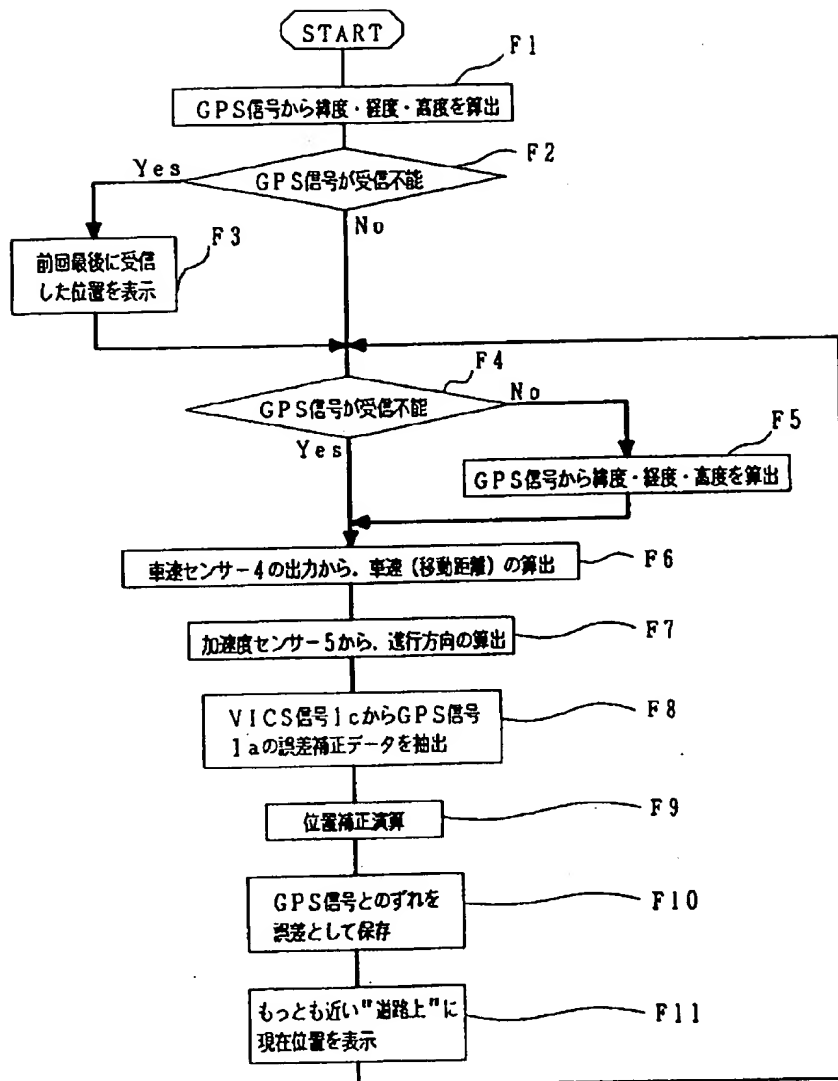 START
F1
GPS信号から緯度・経度・高度を算出
F2
Yes
GPS信号が受信不能
No
F3
前回最後に受信
した位置を表示
F4
GPS信号が受信不能
No
Yes
F5
GPS信号から緯度・経度・高度を算出
車速センサー4の出力から、車速（移動距離）の算出
F6
加速度センサー5から、進行方向の算出
F7
VICS信号1cからGPS信号
1aの誤差補正データを抽出
F8
位置補正演算
F9
GPS信号とのずれを
誤差として保存
F10
もっとも近い"道路上"に
現在位置を表示
F11